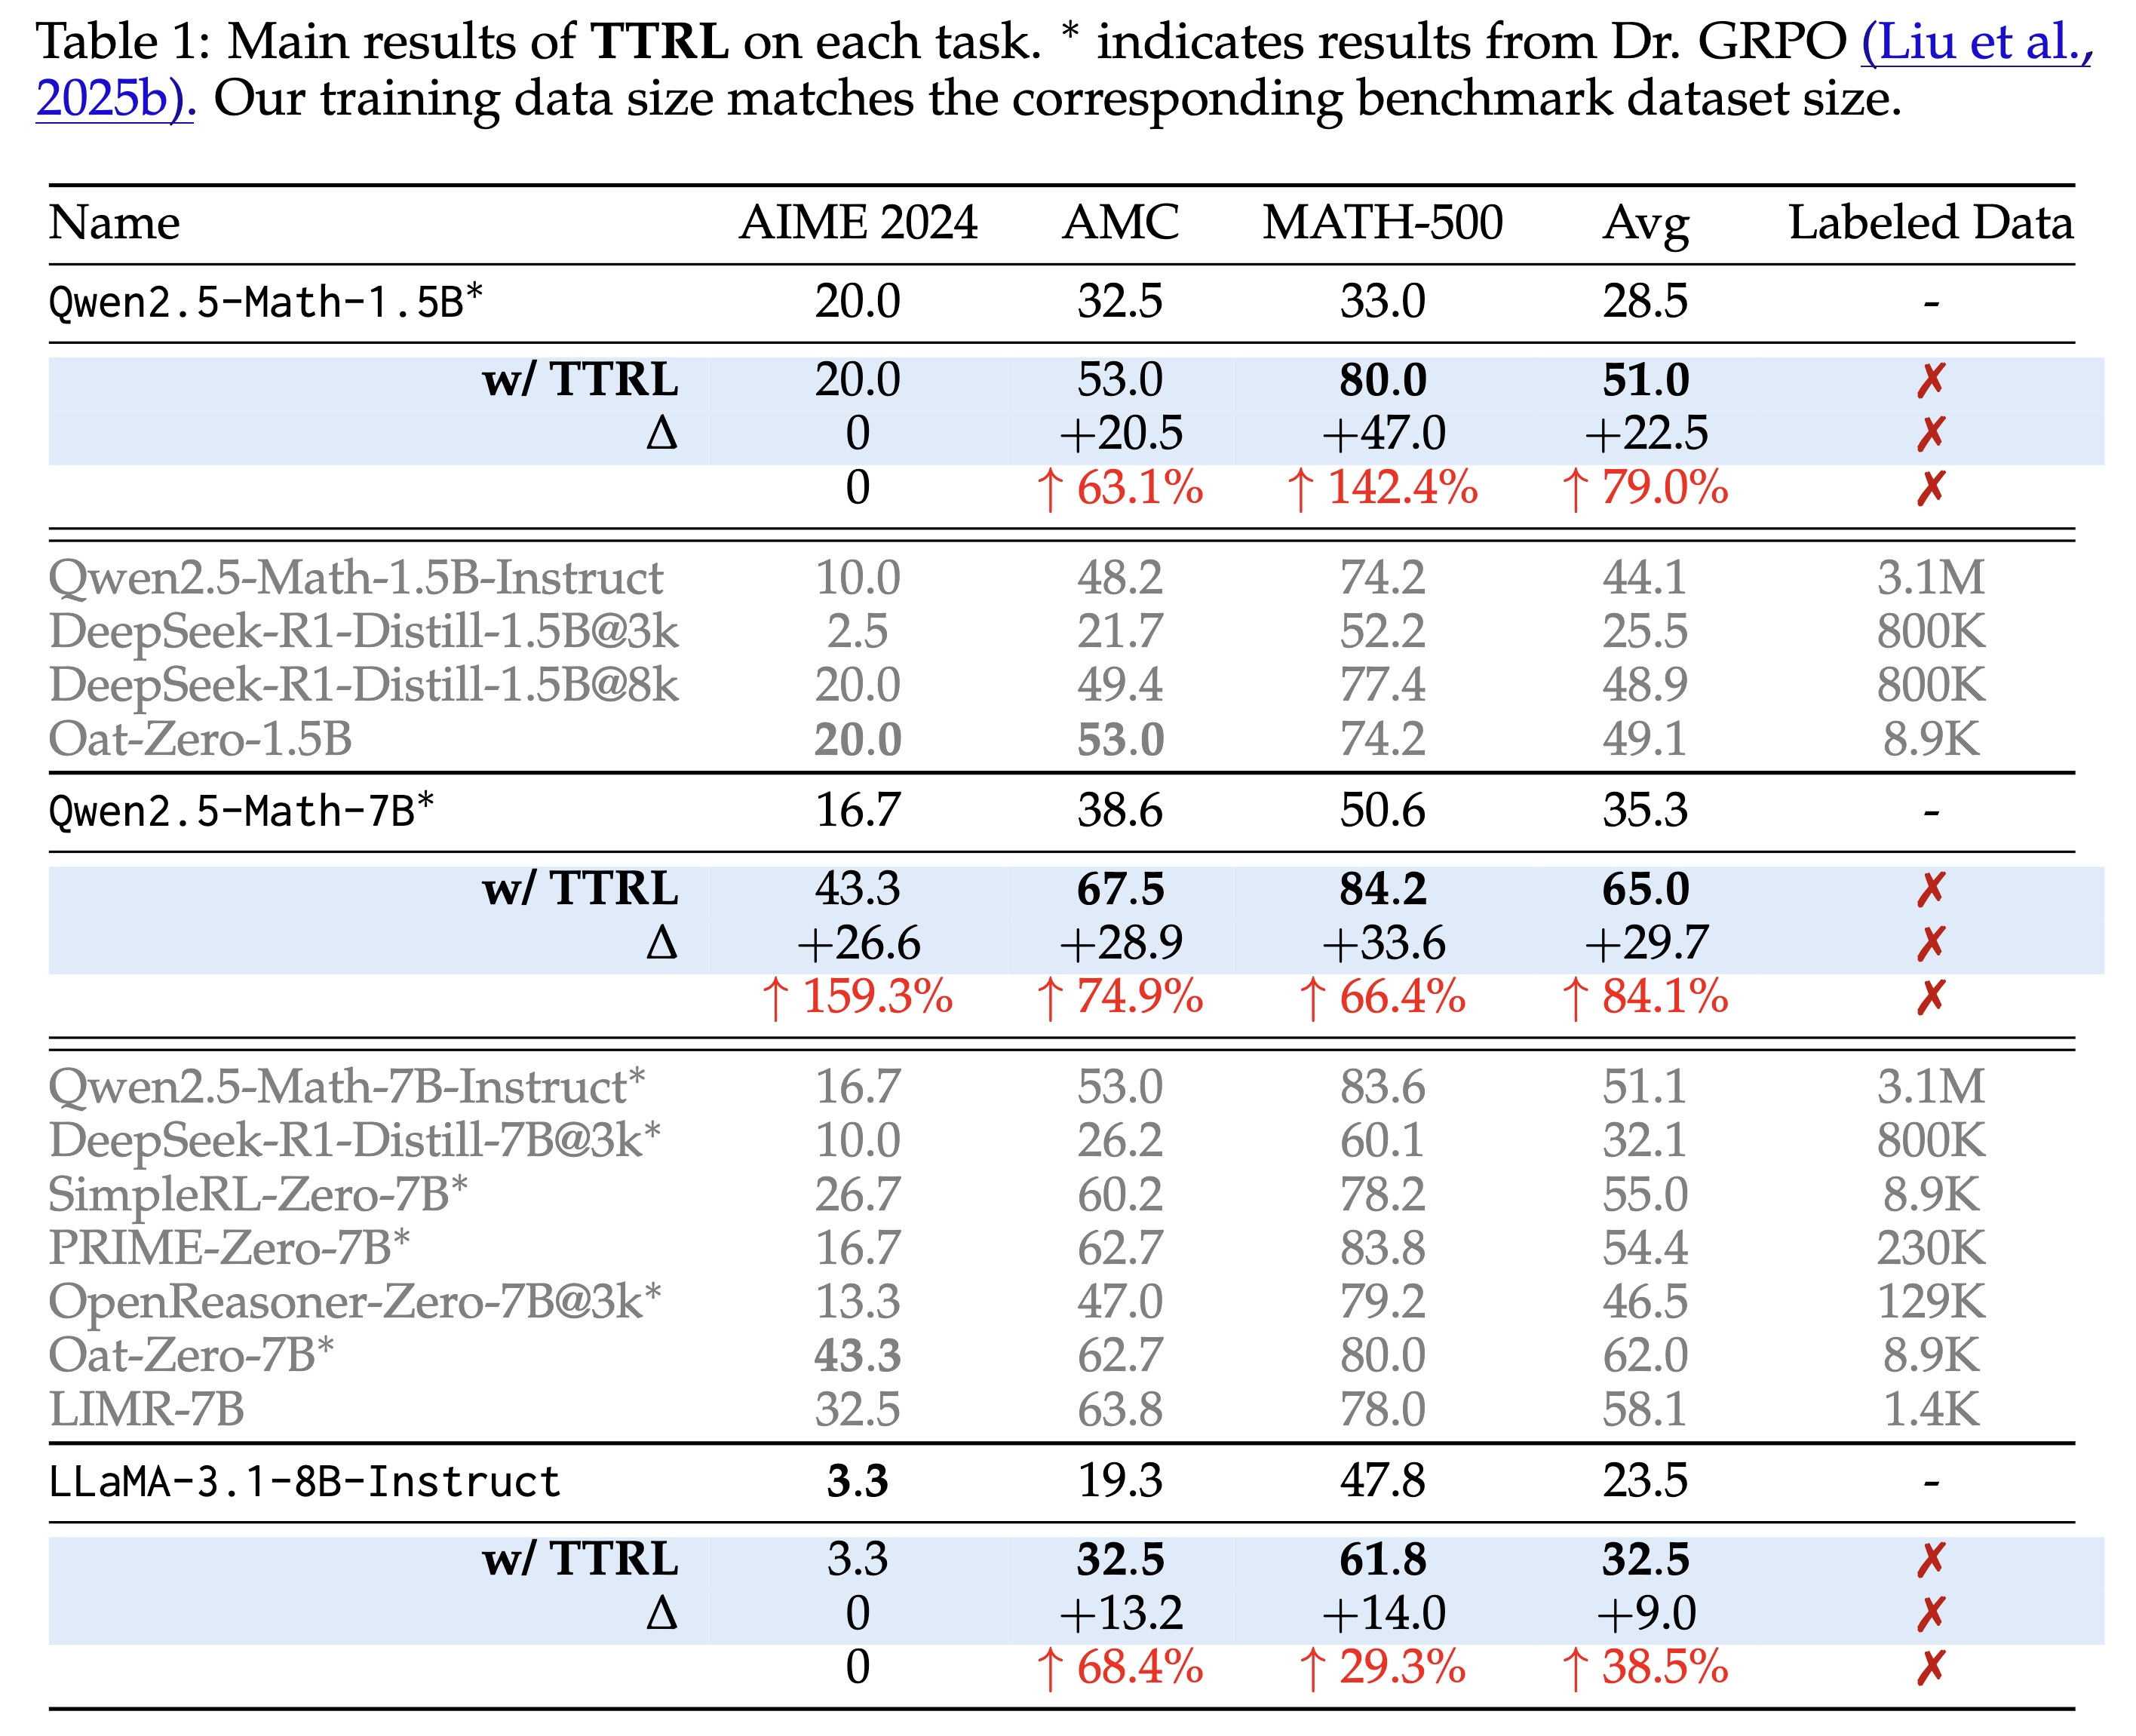 Table 1: Main results of TTRL on each task. * indicates results from Dr. GRPO (Liu et al.,
2025b). Our training data size matches the corresponding benchmark dataset size.
Name AIME 2024 AMC MATH-500 Avg Labeled Data
Qwen2.5-Math-1.5B* 20.0 32.5 33.0 28.5 -
w/ TTRL 20.0 53.0 80.0 51.0 ✗
Δ 0 +20.5 +47.0 +22.5 ✗
0 ↑ 63.1% ↑ 142.4% ↑ 79.0% ✗
Qwen2.5-Math-1.5B-Instruct 10.0 48.2 74.2 44.1 3.1M
DeepSeek-R1-Distill-1.5B@3k 2.5 21.7 52.2 25.5 800K
DeepSeek-R1-Distill-1.5B@8k 20.0 49.4 77.4 48.9 800K
Oat-Zero-1.5B 20.0 53.0 74.2 49.1 8.9K
Qwen2.5-Math-7B* 16.7 38.6 50.6 35.3 -
w/ TTRL 43.3 67.5 84.2 65.0 ✗
Δ +26.6 +28.9 +33.6 +29.7 ✗
↑ 159.3% ↑ 74.9% ↑ 66.4% ↑ 84.1% ✗
Qwen2.5-Math-7B-Instruct* 16.7 53.0 83.6 51.1 3.1M
DeepSeek-R1-Distill-7B@3k* 10.0 26.2 60.1 32.1 800K
SimpleRL-Zero-7B* 26.7 60.2 78.2 55.0 8.9K
PRIME-Zero-7B* 16.7 62.7 83.8 54.4 230K
OpenReasoner-Zero-7B@3k* 13.3 47.0 79.2 46.5 129K
Oat-Zero-7B* 43.3 62.7 80.0 62.0 8.9K
LIMR-7B 32.5 63.8 78.0 58.1 1.4K
LLaMA-3.1-8B-Instruct 3.3 19.3 47.8 23.5 -
w/ TTRL 3.3 32.5 61.8 32.5 ✗
Δ 0 +13.2 +14.0 +9.0 ✗
0 ↑ 68.4% ↑ 29.3% ↑ 38.5% ✗